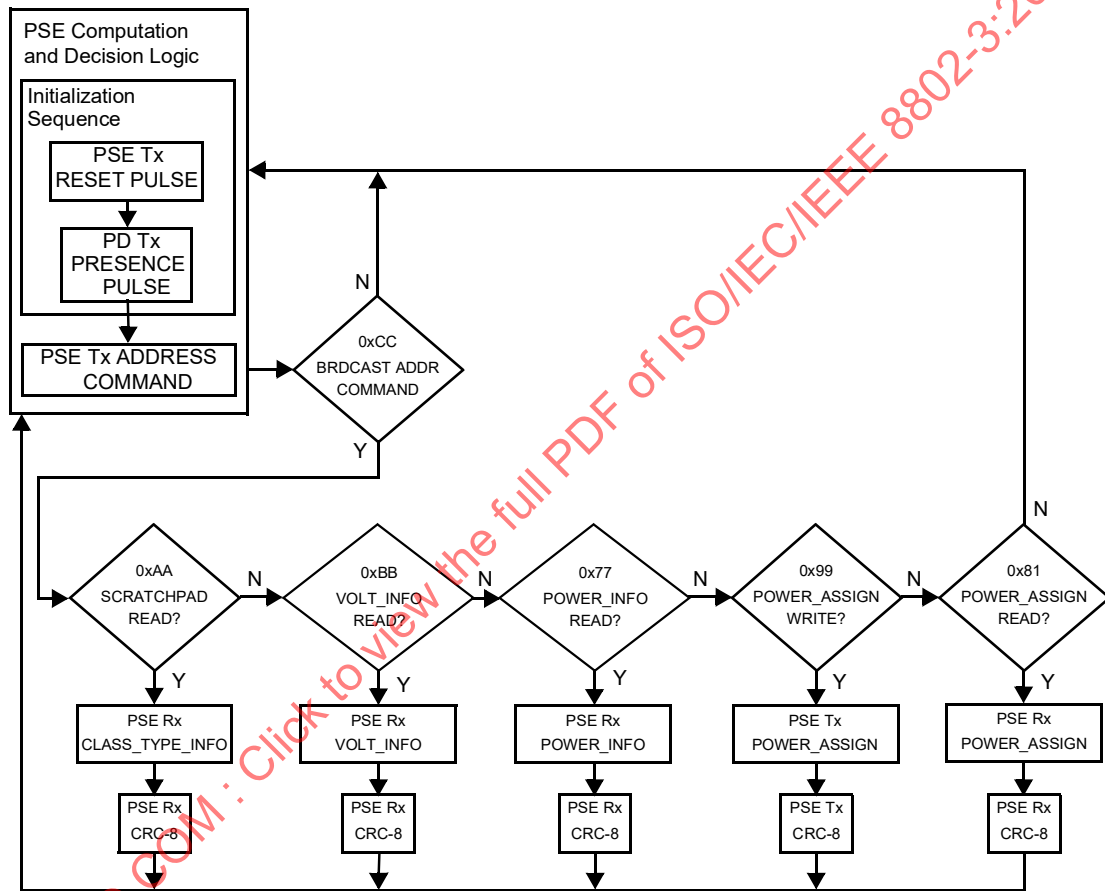 PSE Computation
and Decision Logic
Initialization
Sequence
PSE Tx
RESET PULSE
PD Tx
PRESENCE
PULSE
PSE Tx ADDRESS
COMMAND
N
0xCC
BRDCAST ADDR
COMMAND
Y
N
0xAA
SCRATCHPAD
READ?
N
0xBB
VOLT_INFO
READ?
N
0x77
POWER_INFO
READ?
N
0x99
POWER_ASSIGN
WRITE?
N
0x81
POWER_ASSIGN
READ?
Y
Y
Y
Y
Y
PSE Rx
CLASS_TYPE_INFO
PSE Rx
VOLT_INFO
PSE Rx
POWER_INFO
PSE Tx
POWER_ASSIGN
PSE Rx
POWER_ASSIGN
PSE Rx
CRC-8
PSE Rx
CRC-8
PSE Rx
CRC-8
PSE Tx
CRC-8
PSE Rx
CRC-8
COM : Click to view the full PDF of ISO/IEC/IEEE 8802-3:20